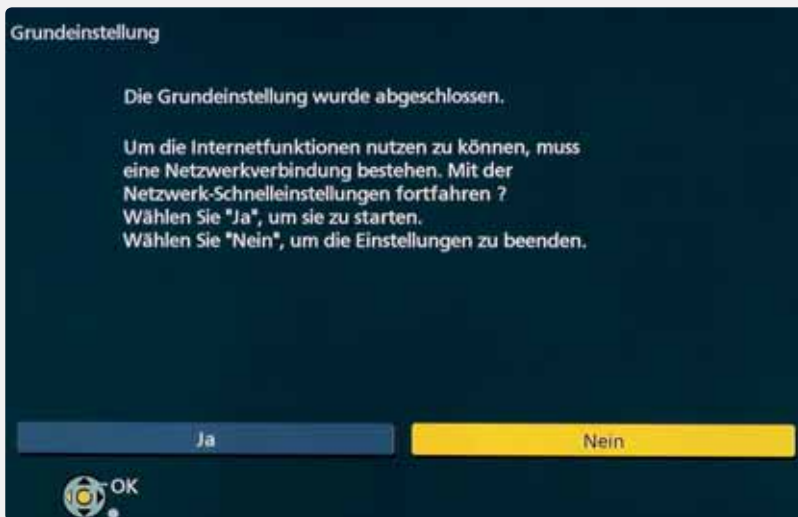 Grundeinstellung
Die Grundeinstellung wurde abgeschlossen.
Um die Internetfunktionen nutzen zu können, muss
eine Netzwerkverbindung bestehen. Mit der
Netzwerk-Schnelleinstellungen fortfahren ?
Wählen Sie "Ja", um sie zu starten.
Wählen Sie "Nein", um die Einstellungen zu beenden.
Ja
Nein
OK